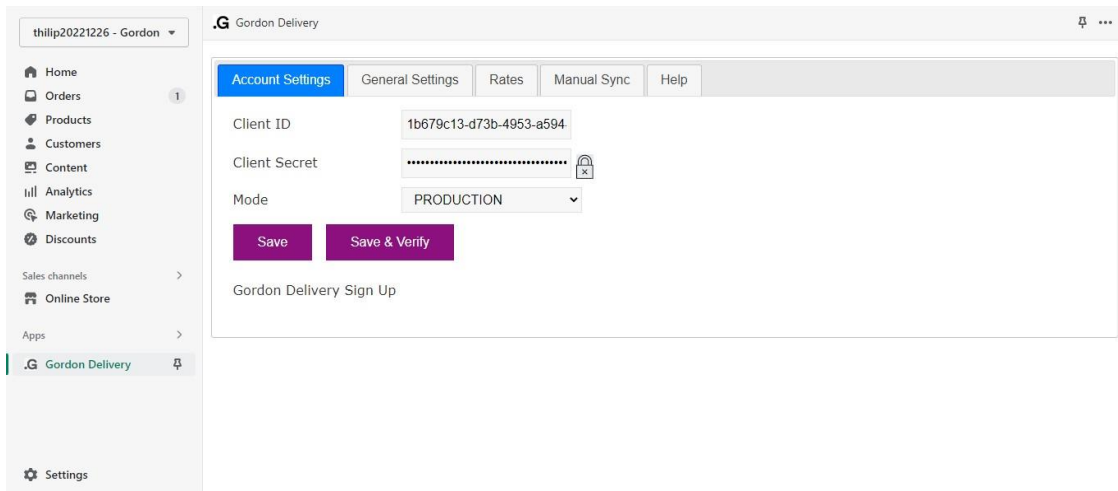 thilip20221226 - Gordon
Home
Orders 1
Products
Customers
Content
Analytics
Marketing
Discounts
Sales channels
Online Store
Apps
.G Gordon Delivery
Settings
.G Gordon Delivery
Account Settings General Settings Rates Manual Sync Help
Client ID 1b679c13-d73b-4953-a594
Client Secret
Mode PRODUCTION
Save Save & Verify
Gordon Delivery Sign Up